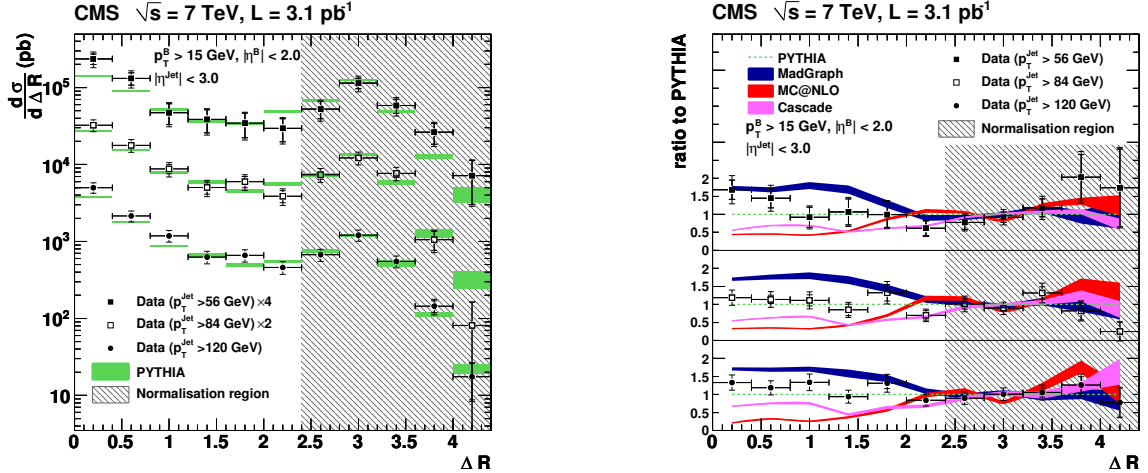 CMS √s = 7 TeV, L = 3.1 pb⁻¹
dσ/dΔR (pb)
p_T^B > 15 GeV, |η^B| < 2.0
|η^Jet| < 3.0
10⁵
10⁴
10³
10²
10
Data (p_T^Jet >56 GeV) ×4
Data (p_T^Jet >84 GeV) ×2
Data (p_T^Jet >120 GeV)
PYTHIA
Normalisation region
0 0.5 1 1.5 2 2.5 3 3.5 4
Δ R
CMS √s = 7 TeV, L = 3.1 pb⁻¹
ratio to PYTHIA
PYTHIA
MadGraph
MC@NLO
Cascade
p_T^B > 15 GeV, |η^B| < 2.0
|η^Jet| < 3.0
Data (p_T^Jet > 56 GeV)
Data (p_T^Jet > 84 GeV)
Data (p_T^Jet > 120 GeV)
Normalisation region
2
1.5
1
0.5
0
2
1.5
1
0.5
0
2
1.5
1
0.5
0
0 0.5 1 1.5 2 2.5 3 3.5 4
Δ R